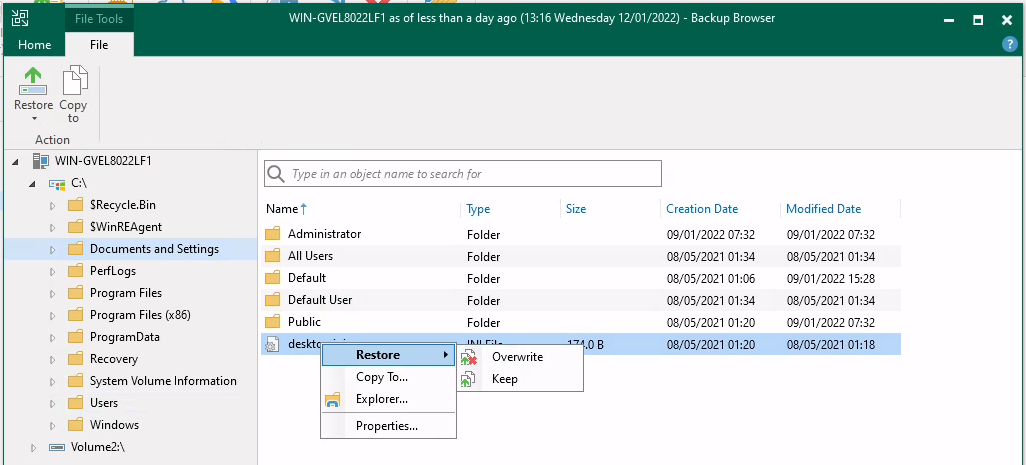 WIN-GVEL8022LF1 as of less than a day ago (13:16 Wednesday 12/01/2022) - Backup Browser
File Tools
Home File
Restore Copy to
Action
WIN-GVEL8022LF1
C:\
$Recycle.Bin
$WinREAgent
Documents and Settings
PerfLogs
Program Files
Program Files (x86)
ProgramData
Recovery
System Volume Information
Users
Windows
Volume2:\
Type in an object name to search for
Name Type Size Creation Date Modified Date
Administrator Folder 09/01/2022 07:32 09/01/2022 07:32
All Users Folder 08/05/2021 01:34 08/05/2021 01:34
Default Folder 08/05/2021 01:06 09/01/2022 15:28
Default User Folder 08/05/2021 01:34 08/05/2021 01:34
Public Folder 08/05/2021 01:20 09/01/2022 07:32
174.0 B 08/05/2021 01:20 08/05/2021 01:18
Restore
Copy To...
Explorer...
Properties...
Overwrite
Keep